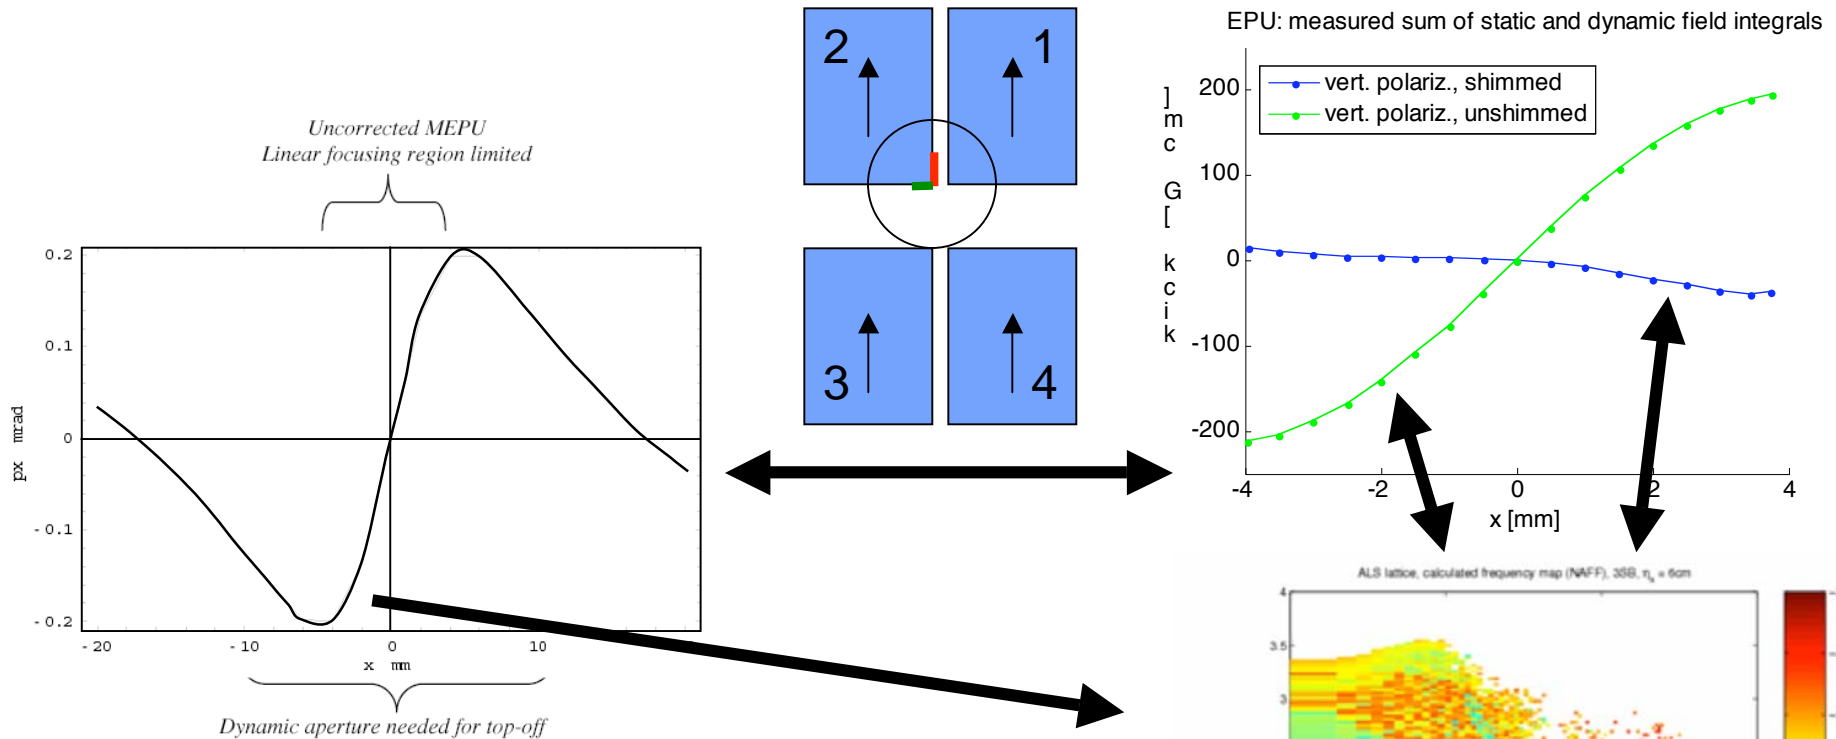 Uncorrected MEPU
Linear focusing region limited
0.2
0.1
0
-0.1
-0.2
px mrad
-20
-10
0
10
x mm
Dynamic aperture needed for top-off
2
1
3
4
EPU: measured sum of static and dynamic field integrals
vert. polariz., shimmed
vert. polariz., unshimmed
200
100
0
-100
-200
kick [G cm]
-4
-2
0
2
4
x [mm]
ALS lattice, calculated frequency map (NAFF), 3SB, η_x = 6cm
4
3.5
3